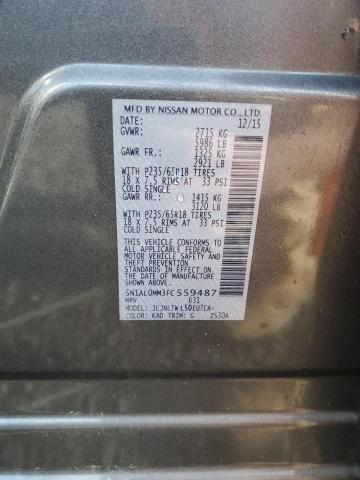 MFD BY NISSAN MOTOR CO., LTD.
DATE: 12/15
GVWR: 2715 KG
5986 LB
GAWR FR.: 1325 KG
2921 LB
WITH P235/65R18 TIRES
18 X 7.5 RIMS AT 33 PSI
COLD SINGLE
GAWR RR.: 1415 KG
3120 LB
WITH P235/65R18 TIRES
18 X 7.5 RIMS AT 33 PSI
COLD SINGLE
THIS VEHICLE CONFORMS TO
ALL APPLICABLE FEDERAL
MOTOR VEHICLE SAFETY STANDARDS
IN EFFECT ON THE
DATE OF MANUFACTURE
SHOWN ABOVE
5N1AL0MM3FC559487
MPV 631
MODEL: JLJNLTWL50EU7CA-
COLOR: KAD TRIM: G ZS30A